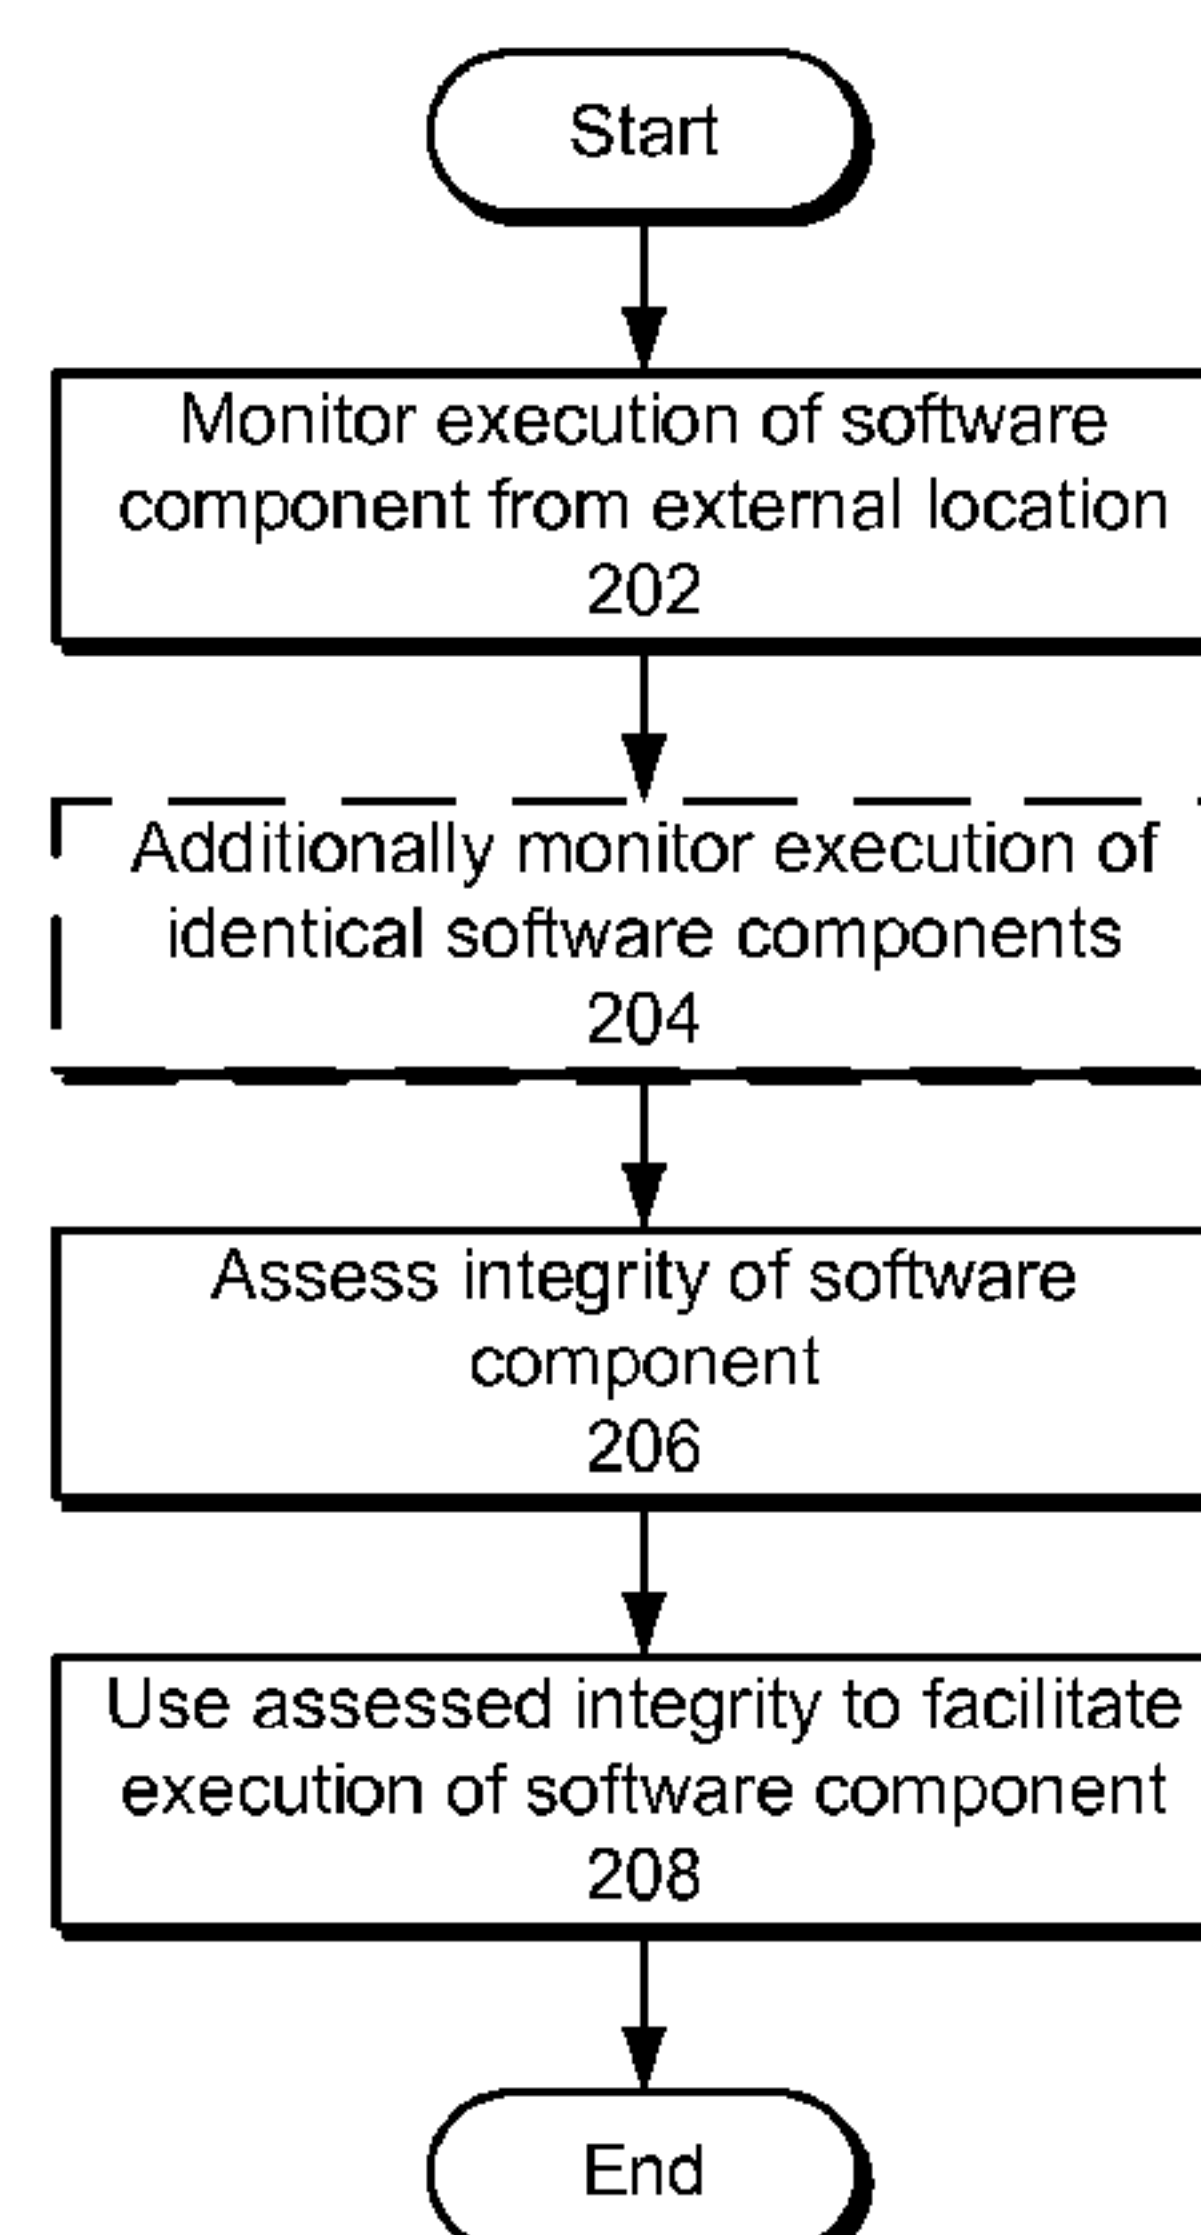 Start
Monitor execution of software
component from external location
202
Additionally monitor execution of
identical software components
204
Assess integrity of software
component
206
Use assessed integrity to facilitate
execution of software component
208
End